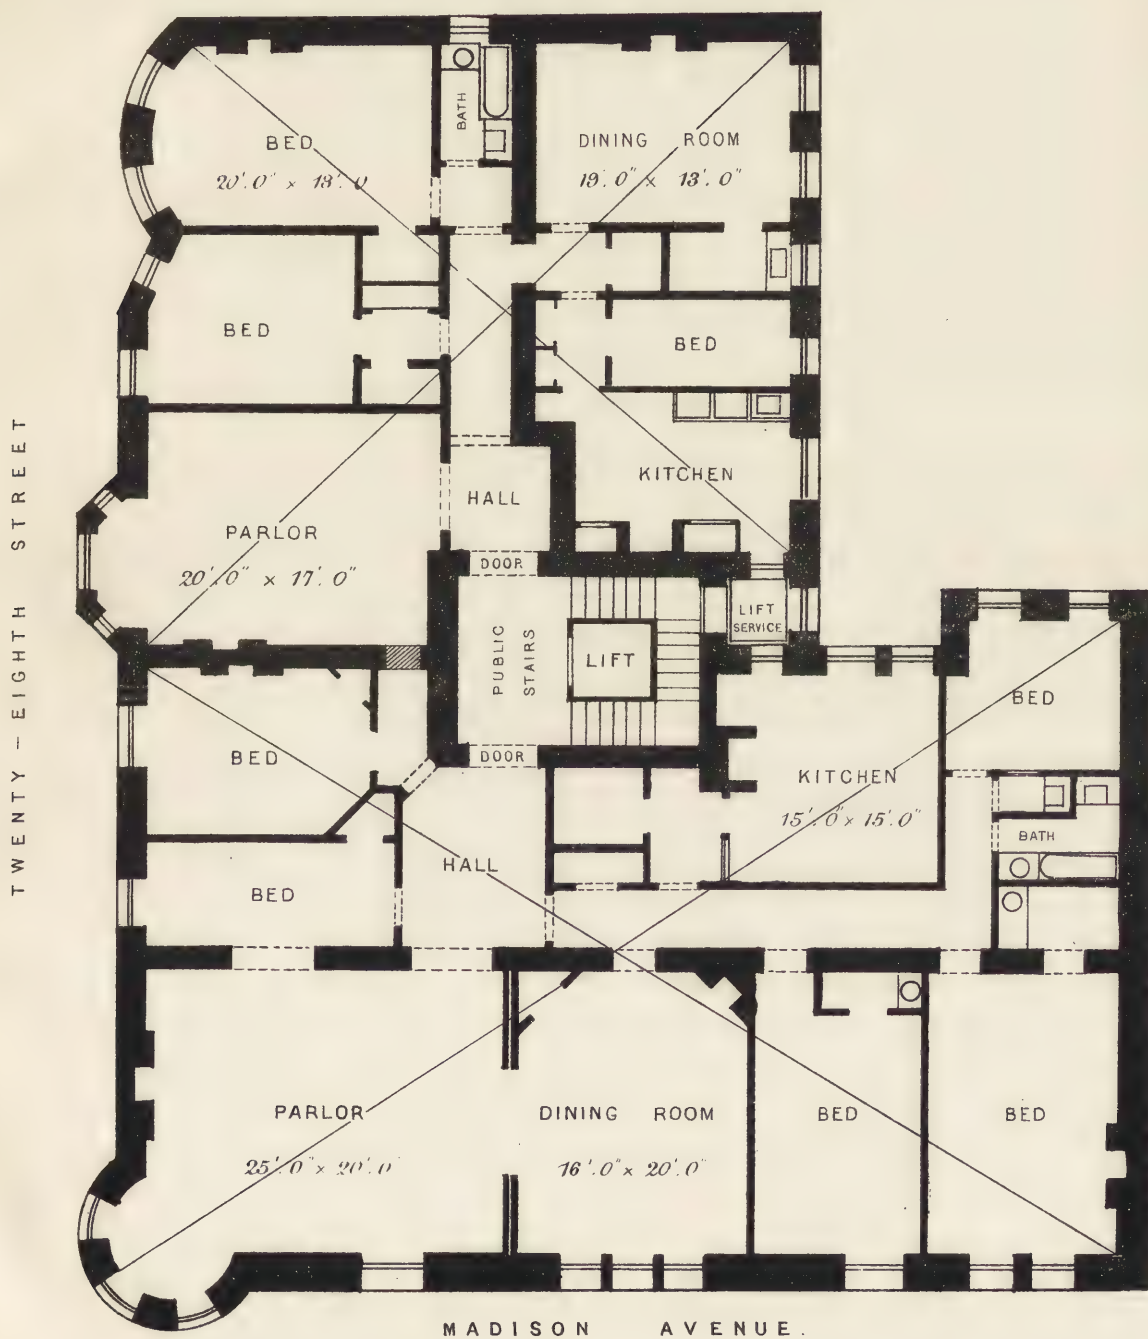 BED
20'.0" x 13'.0
BATH
DINING ROOM
19'.0" x 13'.0"
BED
BED
KITCHEN
HALL
PARLOR
20'.0" x 17'.0"
DOOR
PUBLIC
STAIRS
LIFT
LIFT
SERVICE
DOOR
BED
BED
KITCHEN
15'.0" x 15'.0"
BATH
HALL
BED
PARLOR
25'.0" x 20'.0"
DINING ROOM
16'.0" x 20'.0"
BED
BED
TWENTY-EIGHTH STREET
MADISON AVENUE.